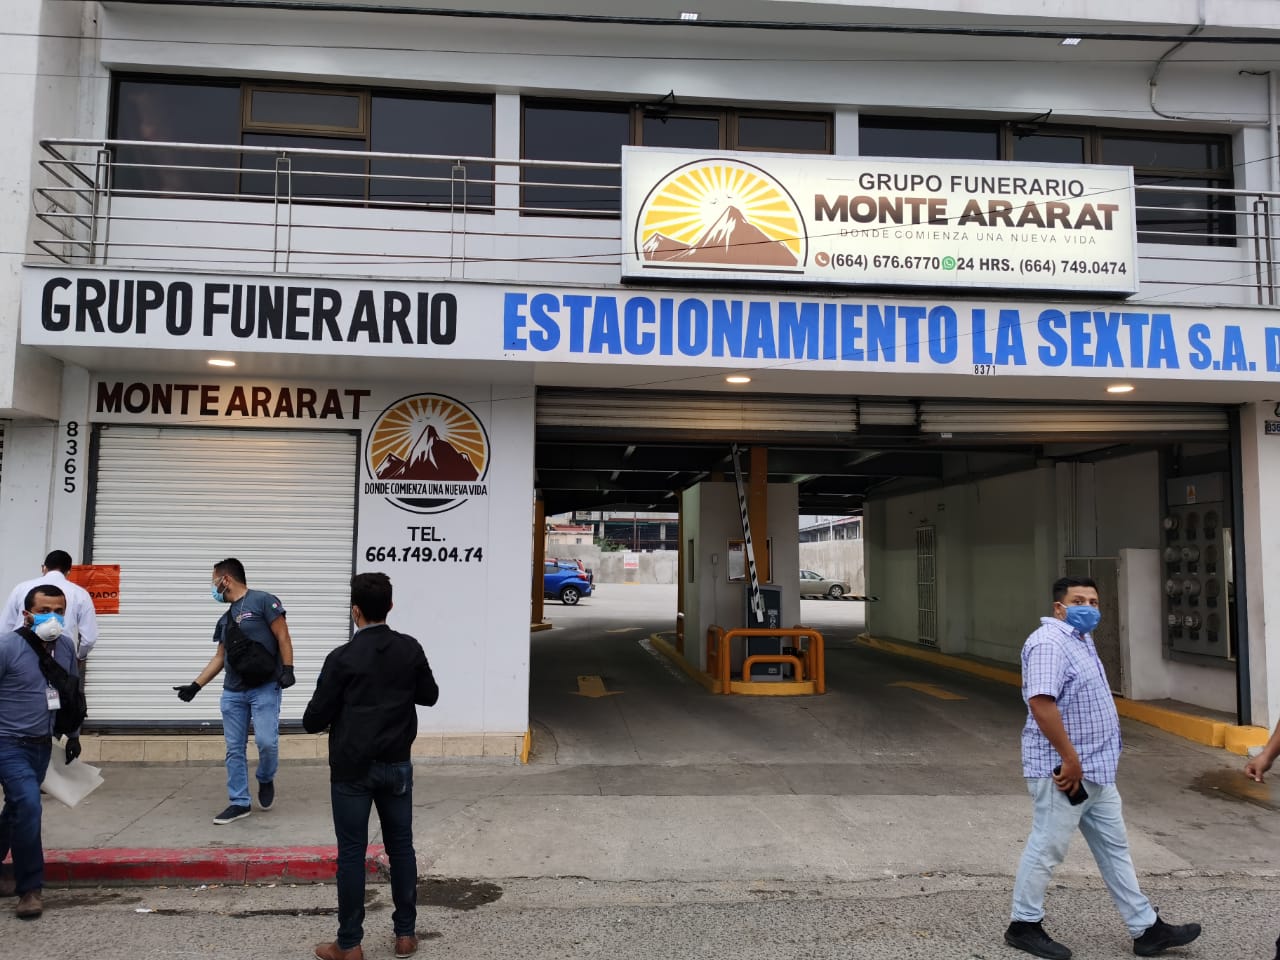 GRUPO FUNERARIO
MONTE ARARAT
DONDE COMIENZA UNA NUEVA VIDA
(664) 676.6770 24 HRS. (664) 749.0474
GRUPO FUNERARIO
ESTACIONAMIENTO LA SEXTA S.A. D
8371
MONTE ARARAT
8365
DONDE COMIENZA UNA NUEVA VIDA
TEL.
664.749.04.74